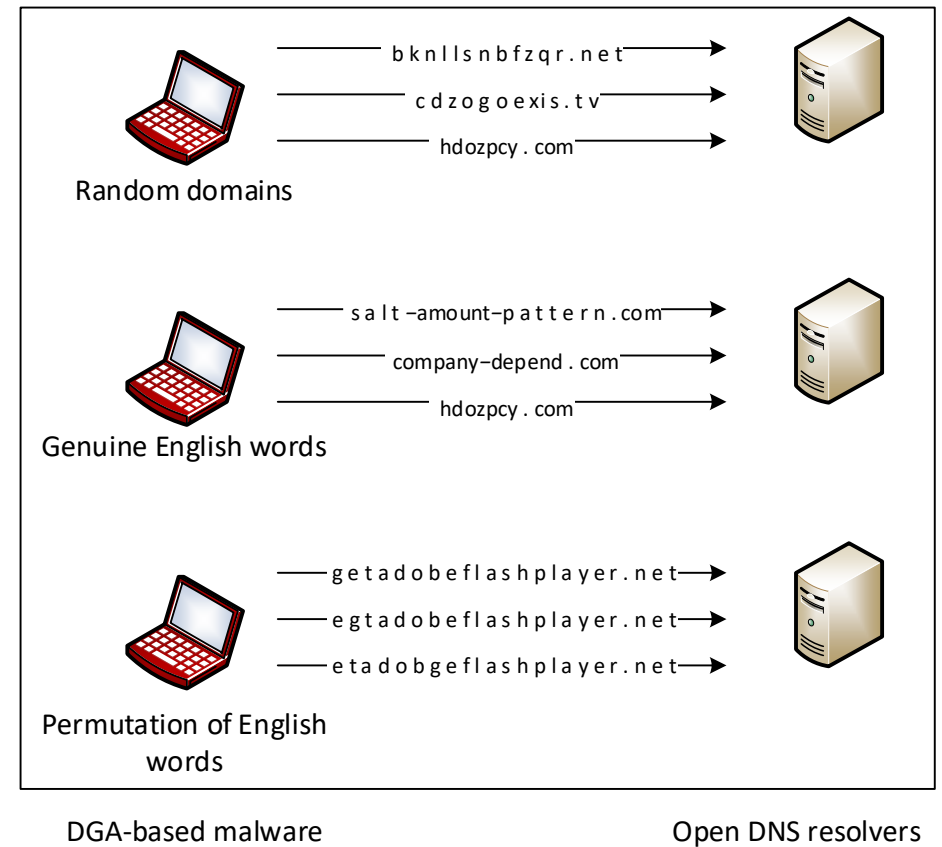 bknllsnbfzqr.net
cdzogoexis.tv
hdozpcy.com
Random domains
salt-amount-pattern.com
company-depend.com
hdozpcy.com
Genuine English words
getadobeflashplayer.net
egtadobeflashplayer.net
etadobgeflashplayer.net
Permutation of English
words
DGA-based malware
Open DNS resolvers